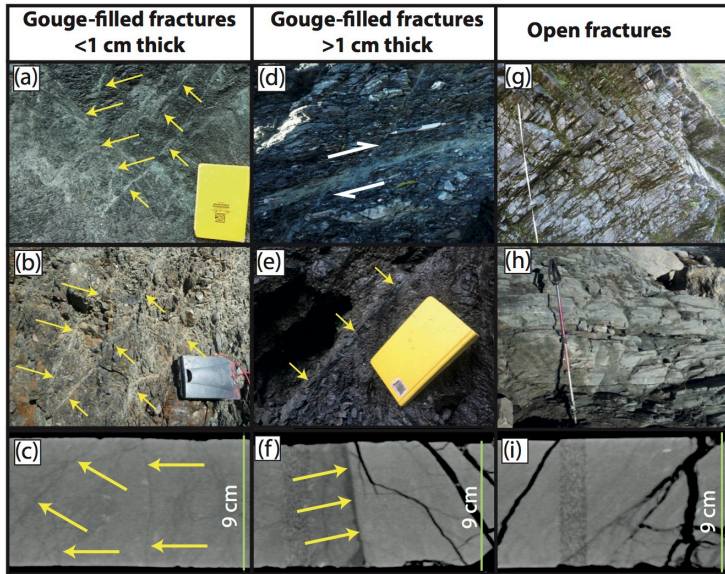 Gouge-filled fractures
<1 cm thick
Gouge-filled fractures
>1 cm thick
Open fractures
(a)
(d)
(g)
(b)
(e)
(h)
(c)
9 cm
(f)
9 cm
(i)
9 cm